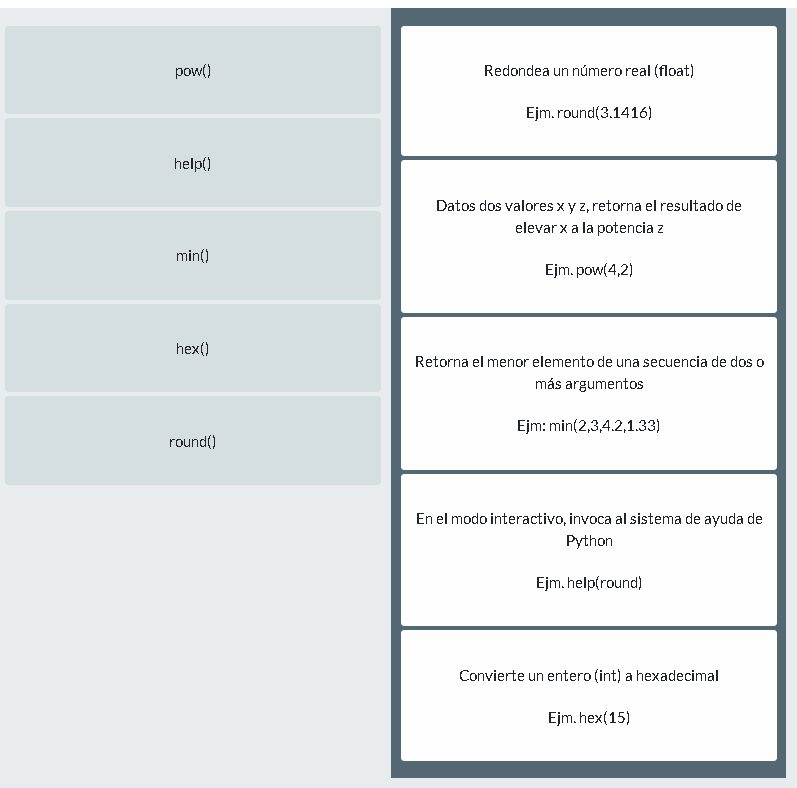 pow()
help()
min()
hex()
round()
Redondea un número real (float)
Ejm. round(3.1416)
Datos dos valores x y z, retorna el resultado de
elevar x a la potencia z
Ejm. pow(4,2)
Retorna el menor elemento de una secuencia de dos o
más argumentos
Ejm: min(2,3,4.2,1.33)
En el modo interactivo, invoca al sistema de ayuda de
Python
Ejm. help(round)
Convierte un entero (int) a hexadecimal
Ejm. hex(15)